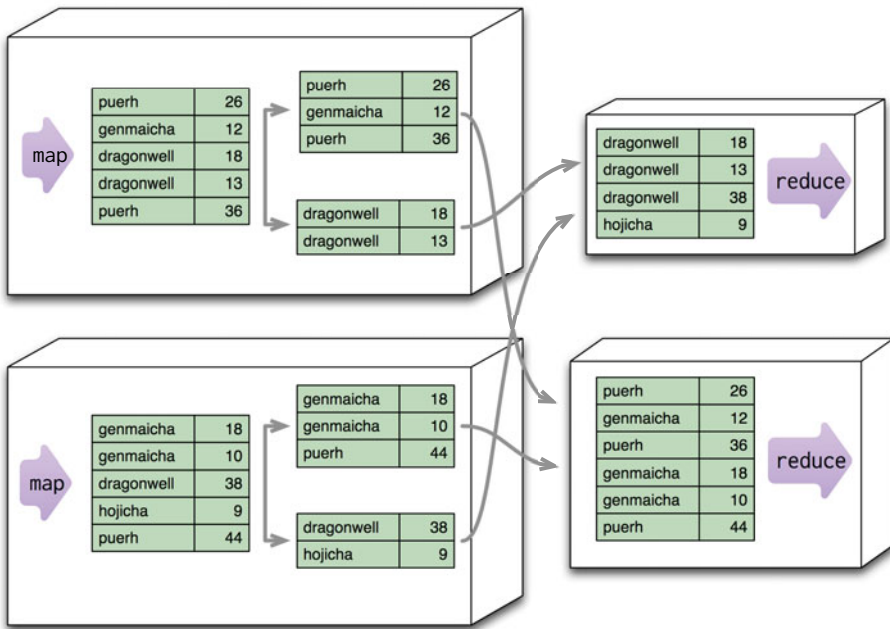 map
puerh 26
genmaicha 12
dragonwell 18
dragonwell 13
puerh 36
puerh 26
genmaicha 12
puerh 36
dragonwell 18
dragonwell 13
dragonwell 18
dragonwell 13
dragonwell 38
hojicha 9
reduce
map
genmaicha 18
genmaicha 10
dragonwell 38
hojicha 9
puerh 44
genmaicha 18
genmaicha 10
puerh 44
dragonwell 38
hojicha 9
puerh 26
genmaicha 12
puerh 36
genmaicha 18
genmaicha 10
puerh 44
reduce